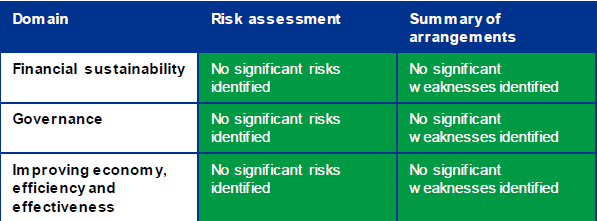 Domain
Risk assessment
Summary of
arrangements
Financial sustainability
No significant risks
identified
No significant
weaknesses identified
Governance
No significant risks
identified
No significant
weaknesses identified
Improving economy,
efficiency and
effectiveness
No significant risks
identified
No significant
weaknesses identified